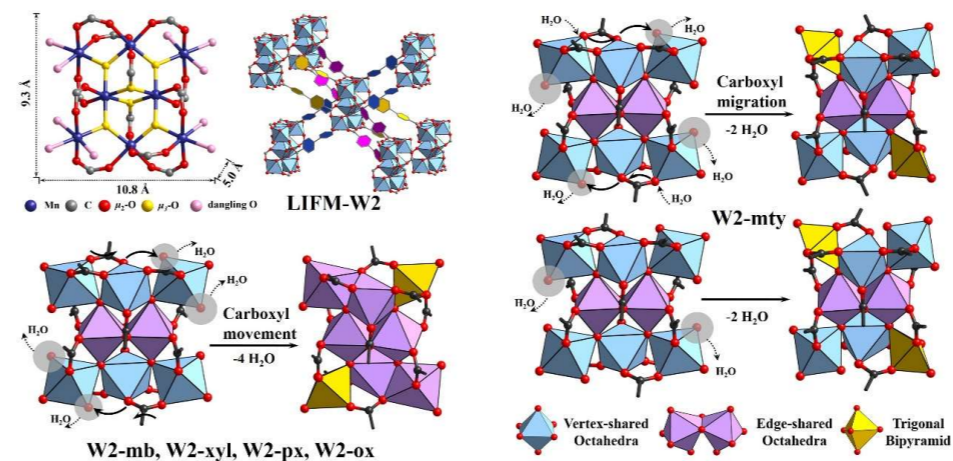 9.3 Å
10.8 Å
5.0 Å
Mn C μ₂-O μ₃-O dangling O
LIFM-W2
H₂O
H₂O
H₂O
H₂O
H₂O
H₂O
Carboxyl
migration
-2 H₂O
W2-mty
H₂O
H₂O
H₂O
H₂O
Carboxyl
movement
-4 H₂O
W2-mb, W2-xyl, W2-px, W2-ox
H₂O
H₂O
-2 H₂O
Vertex-shared
Octahedra
Edge-shared
Octahedra
Trigonal
Bipyramid